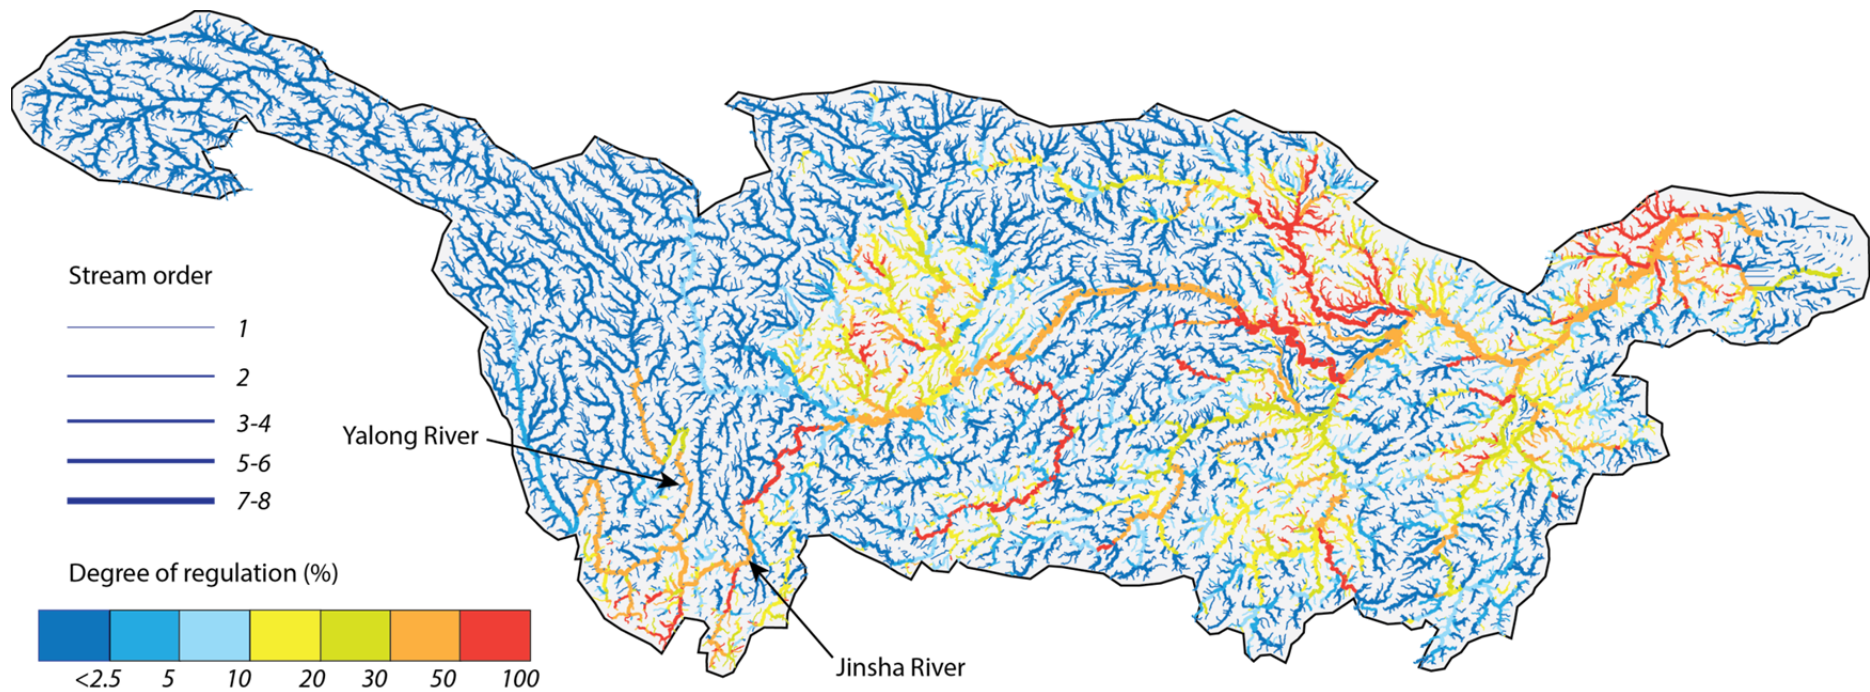 Stream order
1
2
3-4
5-6
7-8
Yalong River
Degree of regulation (%)
<2.5 5 10 20 30 50 100
Jinsha River